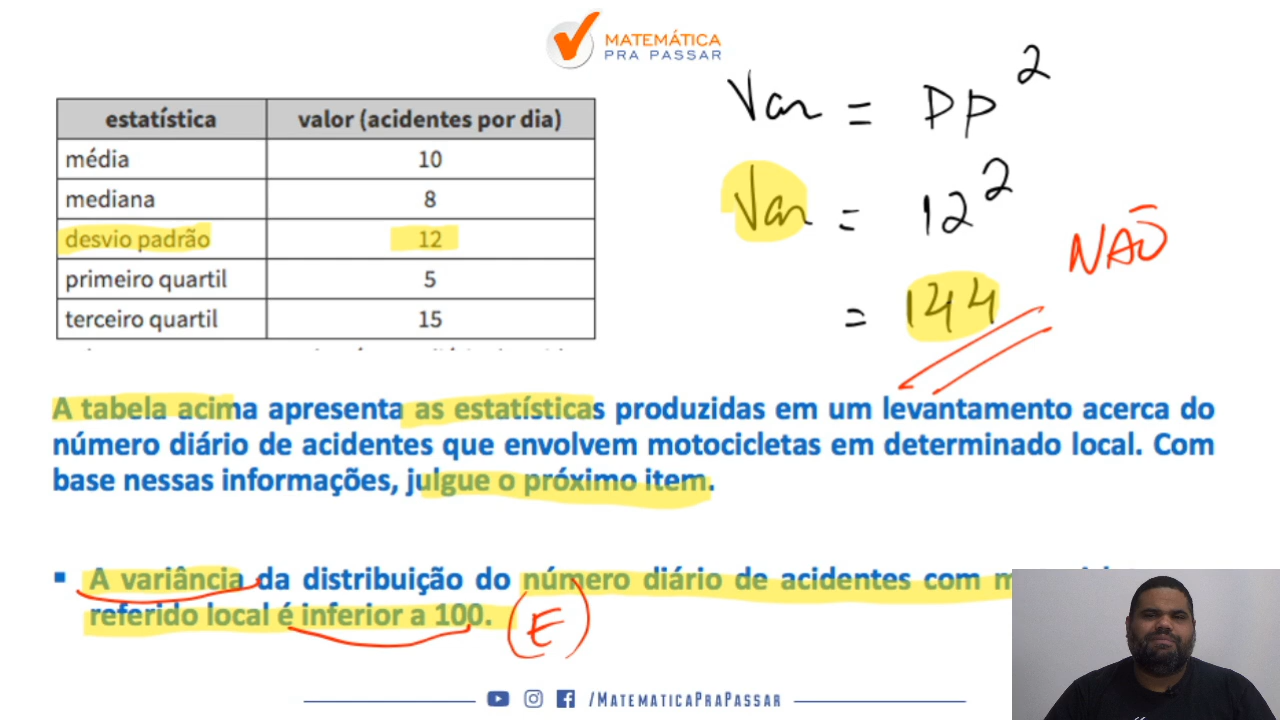 MATEMÁTICA
PRA PASSAR
estatística valor (acidentes por dia)
média 10
mediana 8
desvio padrão 12
primeiro quartil 5
terceiro quartil 15
Var = DP²
Var = 12²
= 144
NÃO
A tabela acima apresenta as estatísticas produzidas em um levantamento acerca do
número diário de acidentes que envolvem motocicletas em determinado local. Com
base nessas informações, julgue o próximo item.
▪ A variância da distribuição do número diário de acidentes com
referido local é inferior a 100. (E)
/MatematicaPraPassar